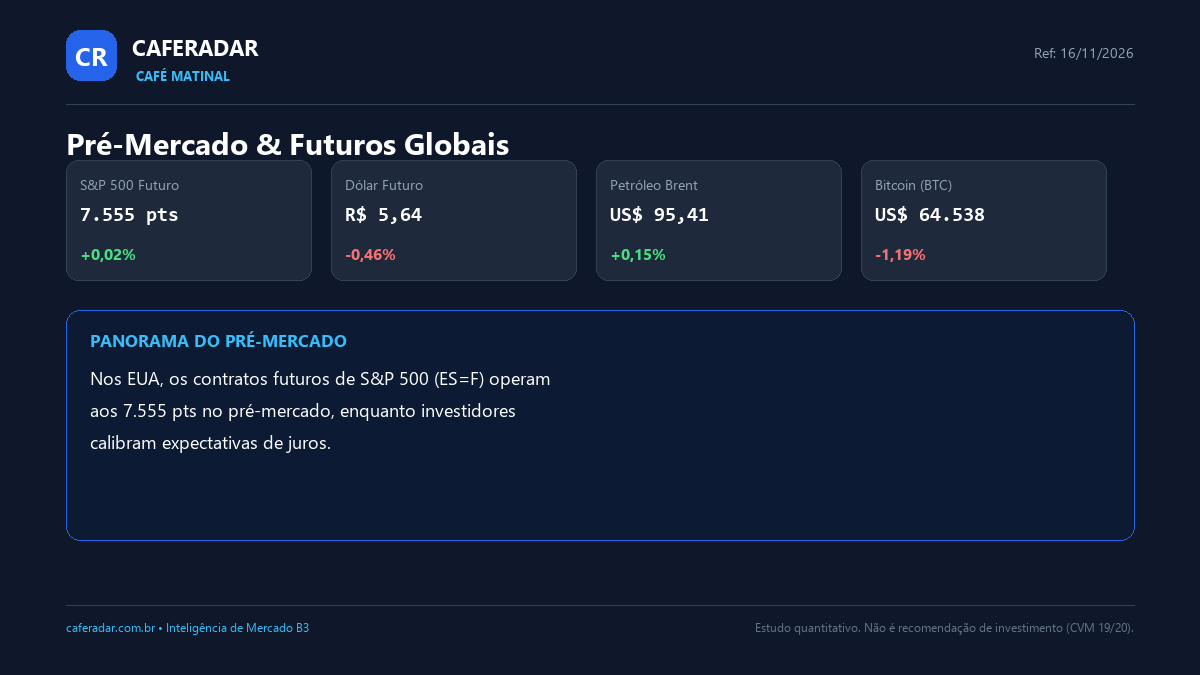 CR
CAFERADAR
CAFÉ MATINAL
Ref: 16/11/2026
Pré-Mercado & Futuros Globais
S&P 500 Futuro
7.555 pts
+0,02%
Dólar Futuro
R$ 5,64
-0,46%
Petróleo Brent
US$ 95,41
+0,15%
Bitcoin (BTC)
US$ 64.538
-1,19%
PANORAMA DO PRÉ-MERCADO
Nos EUA, os contratos futuros de S&P 500 (ES=F) operam
aos 7.555 pts no pré-mercado, enquanto investidores
calibram expectativas de juros.
caferadar.com.br • Inteligência de Mercado B3
Estudo quantitativo. Não é recomendação de investimento (CVM 19/20).